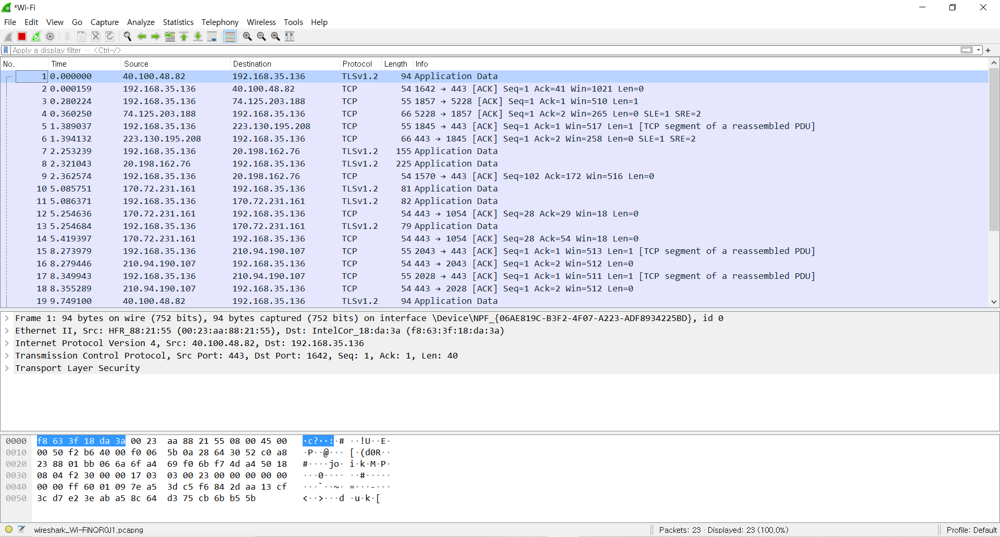 *Wi-Fi
File Edit View Go Capture Analyze Statistics Telephony Wireless Tools Help
Apply a display filter ... <Ctrl-/>
No. Time Source Destination Protocol Length Info
1 0.000000 40.100.48.82 192.168.35.136 TLSv1.2 94 Application Data
2 0.000159 192.168.35.136 40.100.48.82 TCP 54 1642 → 443 [ACK] Seq=1 Ack=41 Win=1021 Len=0
3 0.280224 192.168.35.136 74.125.203.188 TCP 55 1857 → 5228 [ACK] Seq=1 Ack=1 Win=510 Len=1
4 0.360250 74.125.203.188 192.168.35.136 TCP 66 5228 → 1857 [ACK] Seq=1 Ack=2 Win=265 Len=0 SLE=1 SRE=2
5 1.389037 192.168.35.136 223.130.195.208 TCP 55 1845 → 443 [ACK] Seq=1 Ack=1 Win=517 Len=1 [TCP segment of a reassembled PDU]
6 1.394132 223.130.195.208 192.168.35.136 TCP 66 443 → 1845 [ACK] Seq=1 Ack=2 Win=258 Len=0 SLE=1 SRE=2
7 2.253239 192.168.35.136 20.198.162.76 TLSv1.2 155 Application Data
8 2.321043 20.198.162.76 192.168.35.136 TLSv1.2 225 Application Data
9 2.362574 192.168.35.136 20.198.162.76 TCP 54 1570 → 443 [ACK] Seq=102 Ack=172 Win=516 Len=0
10 5.085751 170.72.231.161 192.168.35.136 TLSv1.2 81 Application Data
11 5.086371 192.168.35.136 170.72.231.161 TLSv1.2 82 Application Data
12 5.254636 170.72.231.161 192.168.35.136 TCP 54 443 → 1054 [ACK] Seq=28 Ack=29 Win=18 Len=0
13 5.254684 192.168.35.136 170.72.231.161 TLSv1.2 79 Application Data
14 5.419397 170.72.231.161 192.168.35.136 TCP 54 443 → 1054 [ACK] Seq=28 Ack=54 Win=18 Len=0
15 8.273979 192.168.35.136 210.94.190.107 TCP 55 2043 → 443 [ACK] Seq=1 Ack=1 Win=513 Len=1 [TCP segment of a reassembled PDU]
16 8.279446 210.94.190.107 192.168.35.136 TCP 54 443 → 2043 [ACK] Seq=1 Ack=2 Win=512 Len=0
17 8.349943 192.168.35.136 210.94.190.107 TCP 55 2028 → 443 [ACK] Seq=1 Ack=1 Win=511 Len=1 [TCP segment of a reassembled PDU]
18 8.355289 210.94.190.107 192.168.35.136 TCP 54 443 → 2028 [ACK] Seq=1 Ack=2 Win=512 Len=0
19 9.749100 40.100.48.82 192.168.35.136 TLSv1.2 94 Application Data
Frame 1: 94 bytes on wire (752 bits), 94 bytes captured (752 bits) on interface \Device\NPF_{06AE819C-B3F2-4F07-A223-ADF8934225BD}, id 0
Ethernet II, Src: HFR_88:21:55 (00:23:aa:88:21:55), Dst: IntelCor_18:da:3a (f8:63:3f:18:da:3a)
Internet Protocol Version 4, Src: 40.100.48.82, Dst: 192.168.35.136
Transmission Control Protocol, Src Port: 443, Dst Port: 1642, Seq: 1, Ack: 1, Len: 40
Transport Layer Security
0000 f8 63 3f 18 da 3a 00 23 aa 88 21 55 08 00 45 00 ·c?··:·# ··!U··E·
0010 00 50 f2 b6 40 00 f0 06 5b 0a 28 64 30 52 c0 a8 ·P··@··· [·(d0R··
0020 23 88 01 bb 06 6a 6f a4 69 f0 6b f7 4d a4 50 18 #····jo· i·k·M·P·
0030 08 04 f2 30 00 00 17 03 03 00 23 00 00 00 00 00 ···0···· ··#·····
0040 00 00 ff 60 01 09 7e a5 3d c5 f6 84 2d aa 13 cf ···`··~· =···-···
0050 3c d7 e2 3e ab a5 8c 64 d3 75 cb 6b b5 5b <··>···d ·u·k·[
wireshark_Wi-FiNQR0J1.pcapng Packets: 23 · Displayed: 23 (100.0%) Profile: Default